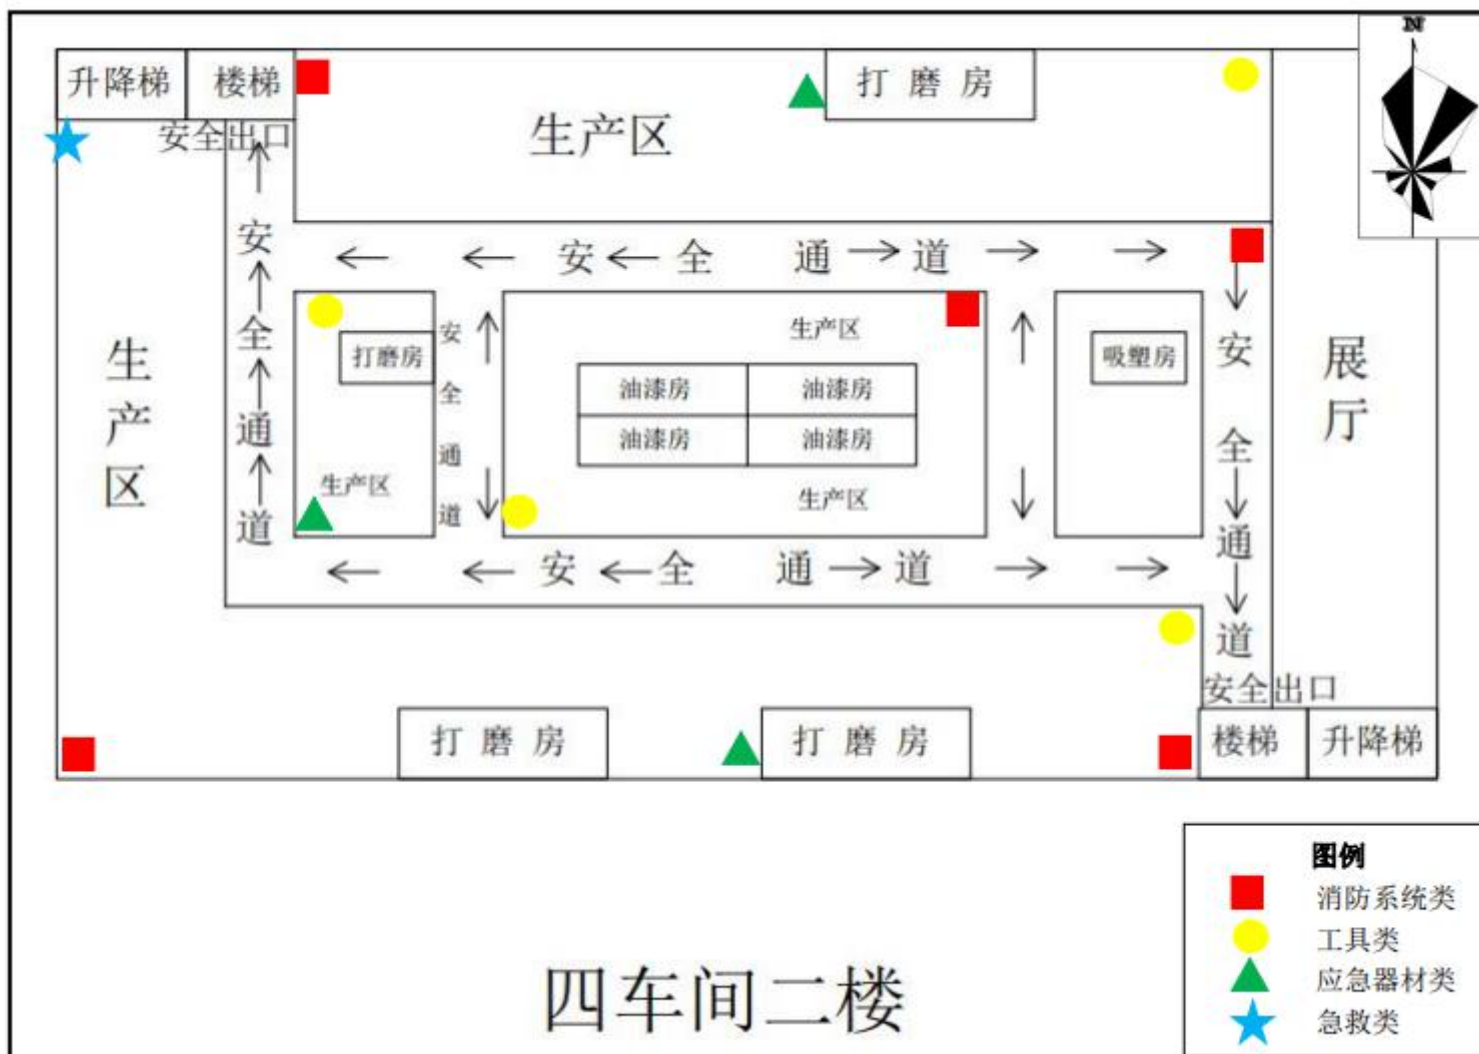 N
升降梯
楼梯
打磨房
安全出口
生产区
安全通道
安全通道
打磨房
生产区
安全通道
生产区
油漆房
油漆房
油漆房
油漆房
生产区
吸塑房
安全通道
展厅
生产区
安全通道
安全出口
打磨房
打磨房
楼梯
升降梯
图例
消防系统类
工具类
应急器材类
急救类
四车间二楼